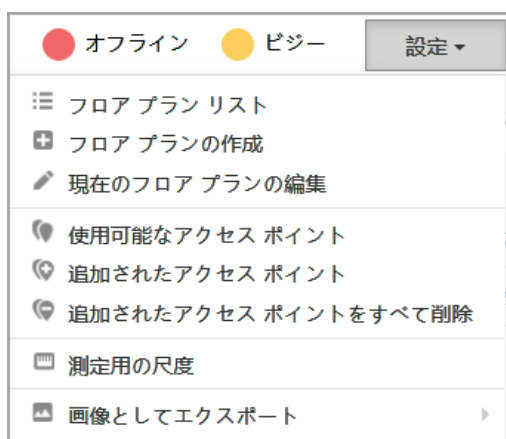 オフライン ビジー 設定
フロア プラン リスト
フロア プランの作成
現在のフロア プランの編集
使用可能なアクセス ポイント
追加されたアクセス ポイント
追加されたアクセス ポイントをすべて削除
測定用の尺度
画像としてエクスポート